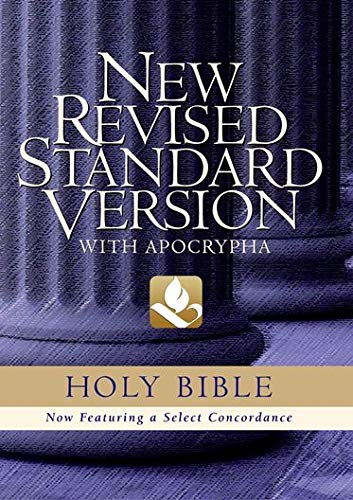 NEW
REVISED
STANDARD
VERSION
WITH APOCRYPHA
HOLY BIBLE
Now Featuring a Select Concordance